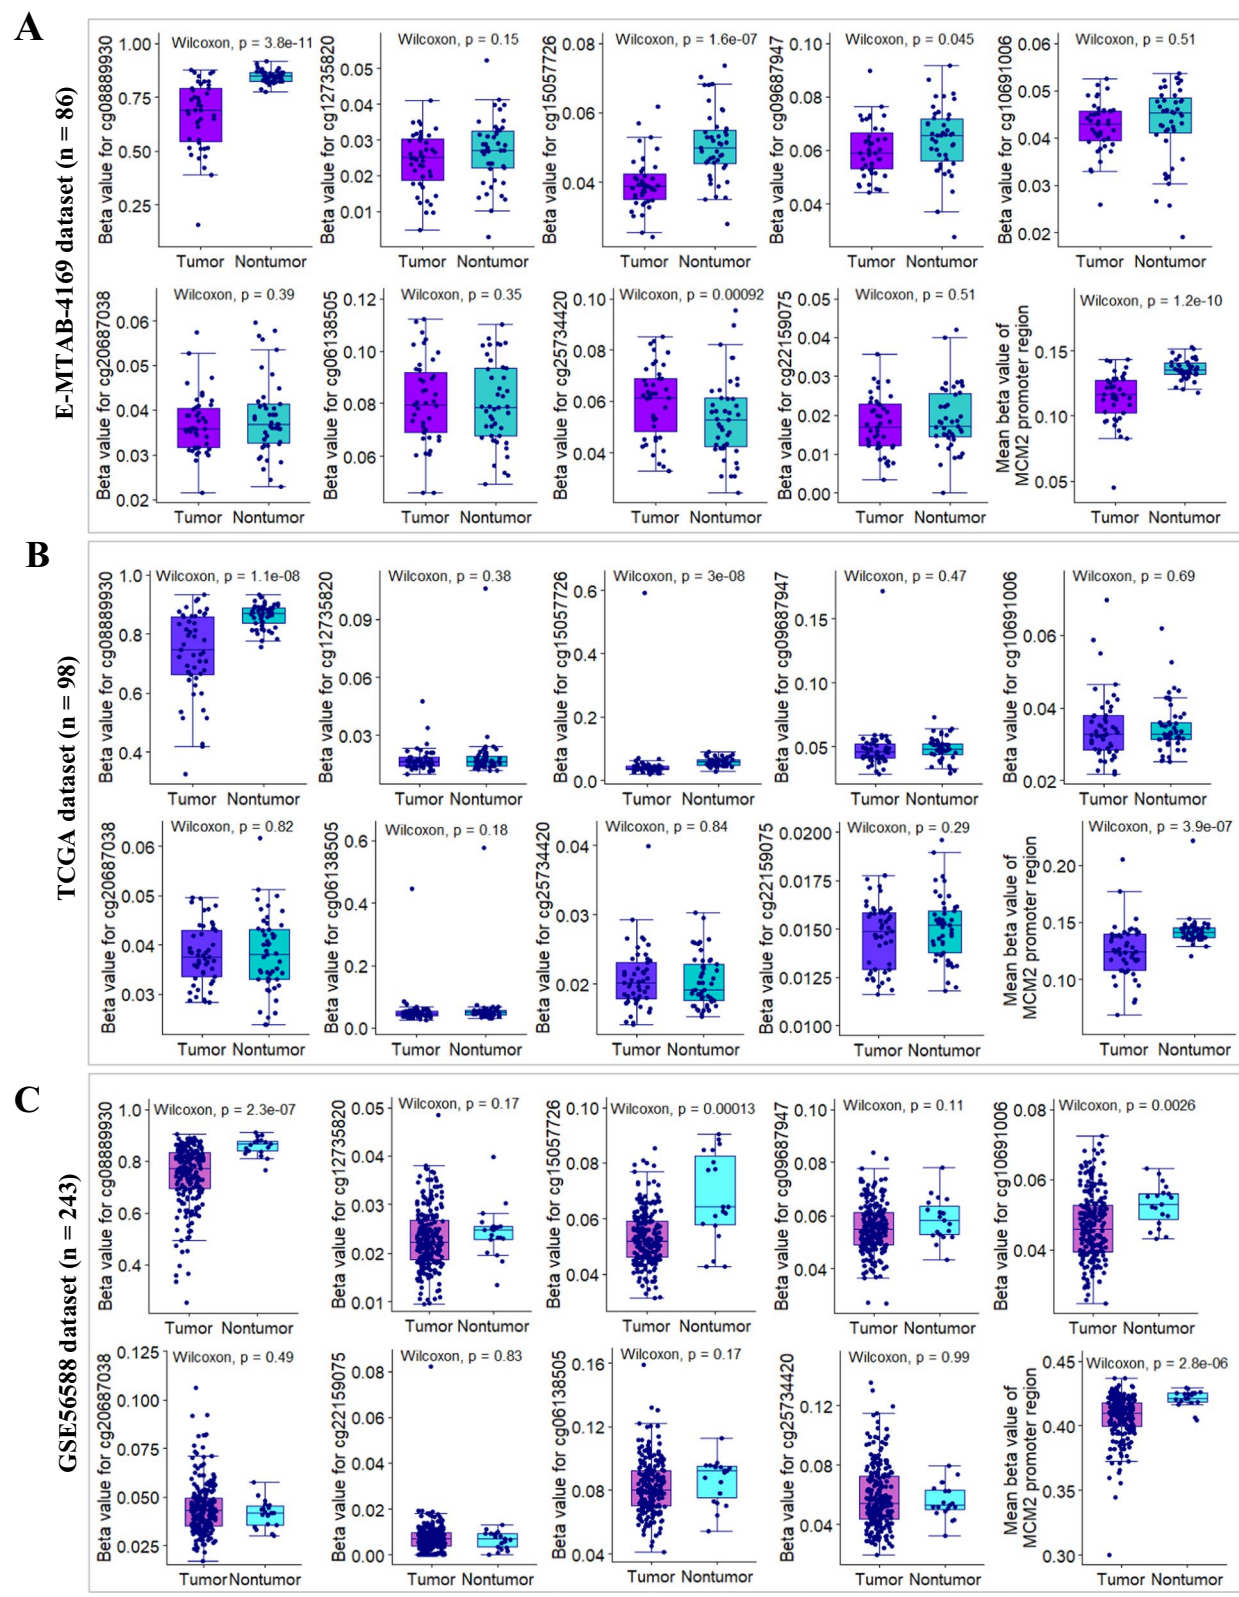 A
E-MTAB-4169 dataset (n = 86)
Beta value for cg08889930
1.00
0.75
0.50
0.25
Wilcoxon, p = 3.8e-11
Tumor Nontumor
Beta value for cg12735820
0.05
0.04
0.03
0.02
0.01
Wilcoxon, p = 0.15
Tumor Nontumor
Beta value for cg15057726
0.08
0.06
0.04
Wilcoxon, p = 1.6e-07
Tumor Nontumor
Beta value for cg09687947
0.10
0.08
0.06
0.04
Wilcoxon, p = 0.045
Tumor Nontumor
Beta value for cg10691006
0.06
0.05
0.04
0.03
0.02
Wilcoxon, p = 0.51
Tumor Nontumor
Beta value for cg20687038
0.06
0.05
0.04
0.03
0.02
Wilcoxon, p = 0.39
Tumor Nontumor
Beta value for cg06138505
0.12
0.10
0.08
0.06
Wilcoxon, p = 0.35
Tumor Nontumor
Beta value for cg25734420
0.10
0.08
0.06
0.04
Wilcoxon, p = 0.00092
Tumor Nontumor
Beta value for cg22159075
0.05
0.04
0.03
0.02
0.01
0.00
Wilcoxon, p = 0.51
Tumor Nontumor
Mean beta value of
MCM2 promoter region
0.15
0.10
0.05
Wilcoxon, p = 1.2e-10
Tumor Nontumor
B
TCGA dataset (n = 98)
Beta value for cg08889930
1.0
0.8
0.6
0.4
Wilcoxon, p = 1.1e-08
Tumor Nontumor
Beta value for cg12735820
0.09
0.06
0.03
Wilcoxon, p = 0.38
Tumor Nontumor
Beta value for cg15057726
0.6
0.4
0.2
0.0
Wilcoxon, p = 3e-08
Tumor Nontumor
Beta value for cg09687947
0.15
0.10
0.05
Wilcoxon, p = 0.47
Tumor Nontumor
Beta value for cg10691006
0.06
0.04
0.02
Wilcoxon, p = 0.69
Tumor Nontumor
Beta value for cg20687038
0.06
0.05
0.04
0.03
Wilcoxon, p = 0.82
Tumor Nontumor
Beta value for cg06138505
0.6
0.4
0.2
0.0
Wilcoxon, p = 0.18
Tumor Nontumor
Beta value for cg25734420
0.04
0.03
0.02
Wilcoxon, p = 0.84
Tumor Nontumor
Beta value for cg22159075
0.0200
0.0175
0.0150
0.0125
0.0100
Wilcoxon, p = 0.29
Tumor Nontumor
Mean beta value of
MCM2 promoter region
0.20
0.15
0.10
Wilcoxon, p = 3.9e-07
Tumor Nontumor
C
GSE56588 dataset (n = 243)
Beta value for cg08889930
1.0
0.8
0.6
0.4
Wilcoxon, p = 2.3e-07
Tumor Nontumor
Beta value for cg12735820
0.05
0.04
0.03
0.02
0.01
Wilcoxon, p = 0.17
Tumor Nontumor
Beta value for cg15057726
0.10
0.08
0.06
0.04
Wilcoxon, p = 0.00013
Tumor Nontumor
Beta value for cg09687947
0.10
0.08
0.06
0.04
Wilcoxon, p = 0.11
Tumor Nontumor
Beta value for cg10691006
0.08
0.06
0.04
Wilcoxon, p = 0.0026
Tumor Nontumor
Beta value for cg20687038
0.125
0.100
0.075
0.050
0.025
Wilcoxon, p = 0.49
Tumor Nontumor
Beta value for cg22159075
0.08
0.06
0.04
0.02
0.00
Wilcoxon, p = 0.83
Tumor Nontumor
Beta value for cg06138505
0.16
0.12
0.08
0.04
Wilcoxon, p = 0.17
Tumor Nontumor
Beta value for cg25734420
0.12
0.08
0.04
Wilcoxon, p = 0.99
Tumor Nontumor
Mean beta value of
MCM2 promoter region
0.45
0.40
0.35
0.30
Wilcoxon, p = 2.8e-06
Tumor Nontumor